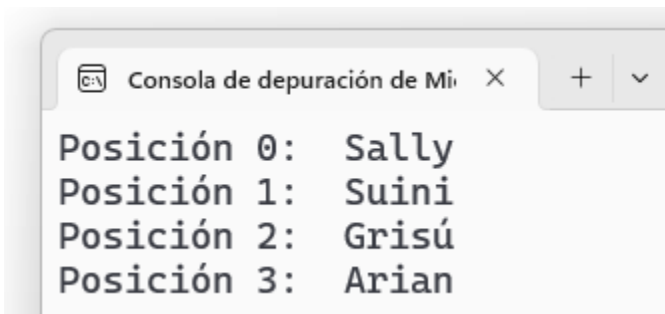 Consola de depuración de Mi
Posición 0: Sally
Posición 1: Suini
Posición 2: Grisú
Posición 3: Arian